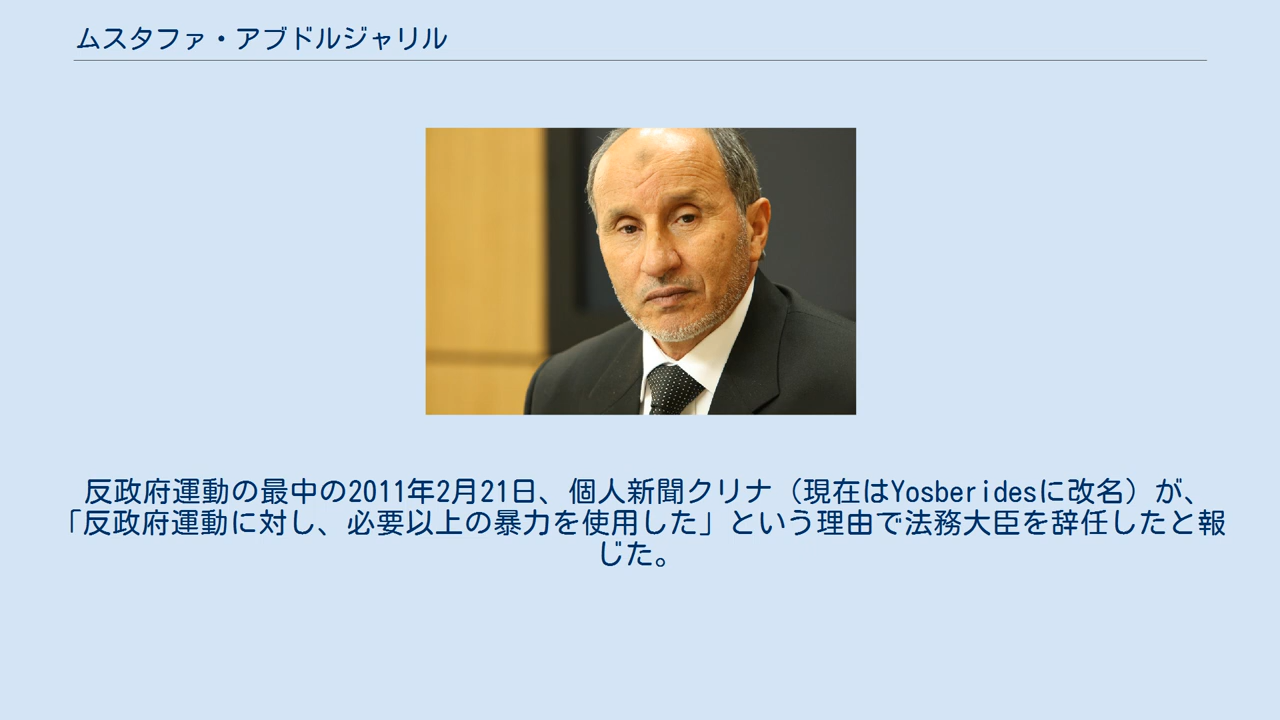 ムスタファ・アブドルジャリル
反政府運動の最中の2011年2月21日、個人新聞クリナ（現在はYosberidesに改名）が、
「反政府運動に対し、必要以上の暴力を使用した」という理由で法務大臣を辞任したと報
じた。